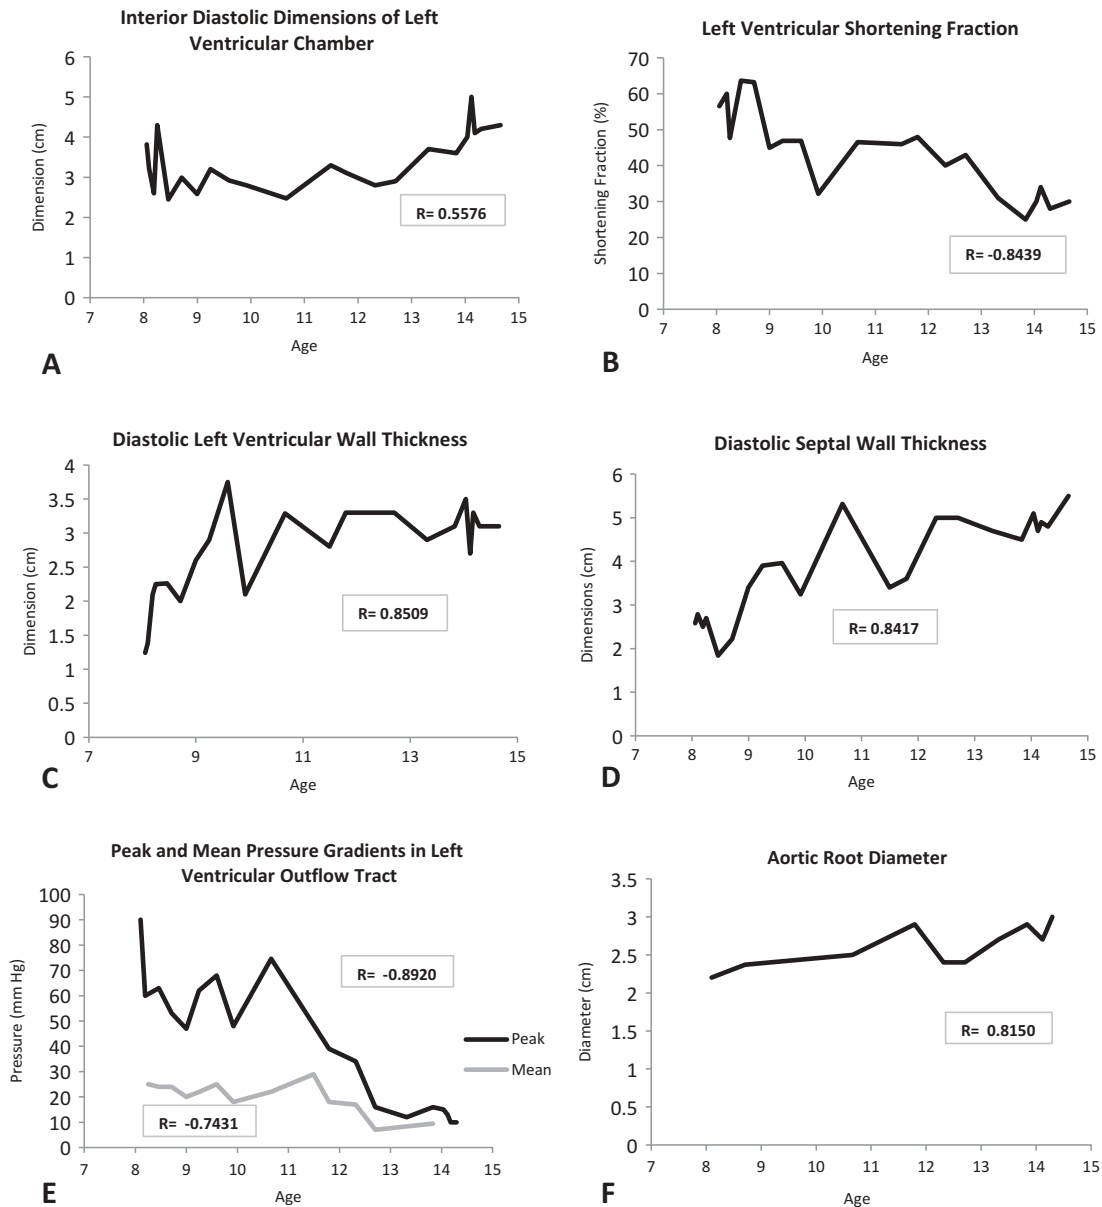 Interior Diastolic Dimensions of Left
Ventricular Chamber
6
5
4
3
2
1
0
Dimension (cm)
R= 0.5576
7 8 9 10 11 12 13 14 15
Age
A
Left Ventricular Shortening Fraction
70
60
50
40
30
20
10
0
Shortening Fraction (%)
R= -0.8439
7 8 9 10 11 12 13 14 15
Age
B
Diastolic Left Ventricular Wall Thickness
4
3.5
3
2.5
2
1.5
1
0.5
0
Dimension (cm)
R= 0.8509
7 9 11 13 15
Age
C
Diastolic Septal Wall Thickness
6
5
4
3
2
1
0
Dimensions (cm)
R= 0.8417
7 8 9 10 11 12 13 14 15
Age
D
Peak and Mean Pressure Gradients in Left
Ventricular Outflow Tract
100
90
80
70
60
50
40
30
20
10
0
Pressure (mm Hg)
R= -0.8920
Peak
Mean
R= -0.7431
7 8 9 10 11 12 13 14 15
Age
E
Aortic Root Diameter
3.5
3
2.5
2
1.5
1
0.5
0
Diameter (cm)
R= 0.8150
7 8 9 10 11 12 13 14 15
Age
F